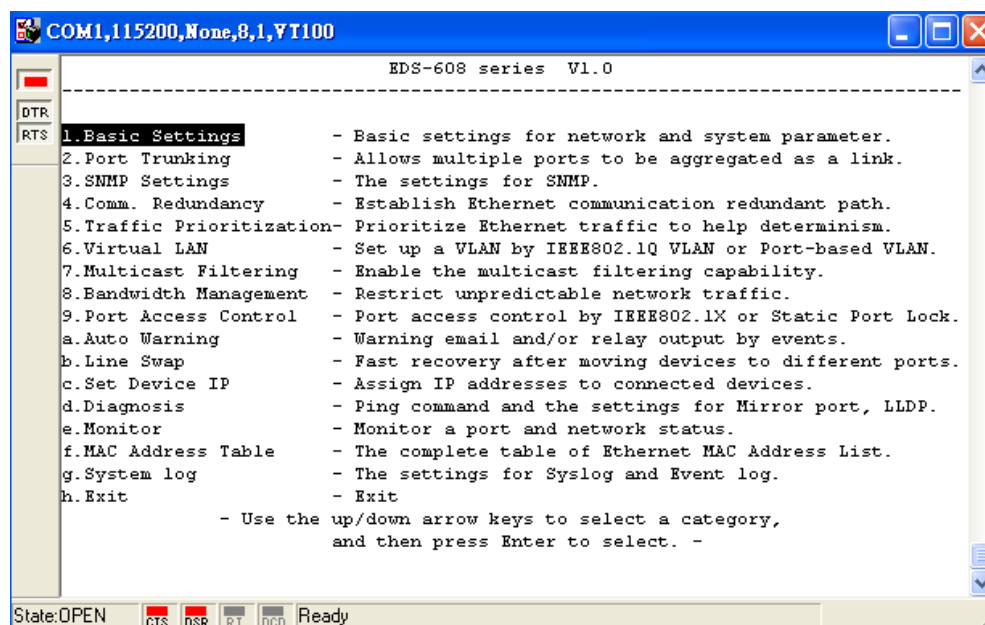 COM1,115200,None,8,1,VT100
EDS-608 series V1.0
--------------------------------------------------------------------------------
DTR
RTS
1.Basic Settings - Basic settings for network and system parameter.
2.Port Trunking - Allows multiple ports to be aggregated as a link.
3.SNMP Settings - The settings for SNMP.
4.Comm. Redundancy - Establish Ethernet communication redundant path.
5.Traffic Prioritization- Prioritize Ethernet traffic to help determinism.
6.Virtual LAN - Set up a VLAN by IEEE802.1Q VLAN or Port-based VLAN.
7.Multicast Filtering - Enable the multicast filtering capability.
8.Bandwidth Management - Restrict unpredictable network traffic.
9.Port Access Control - Port access control by IEEE802.1X or Static Port Lock.
a.Auto Warning - Warning email and/or relay output by events.
b.Line Swap - Fast recovery after moving devices to different ports.
c.Set Device IP - Assign IP addresses to connected devices.
d.Diagnosis - Ping command and the settings for Mirror port, LLDP.
e.Monitor - Monitor a port and network status.
f.MAC Address Table - The complete table of Ethernet MAC Address List.
g.System log - The settings for Syslog and Event log.
h.Exit - Exit
- Use the up/down arrow keys to select a category,
and then press Enter to select. -
State:OPEN CTS DSR RI DCD Ready